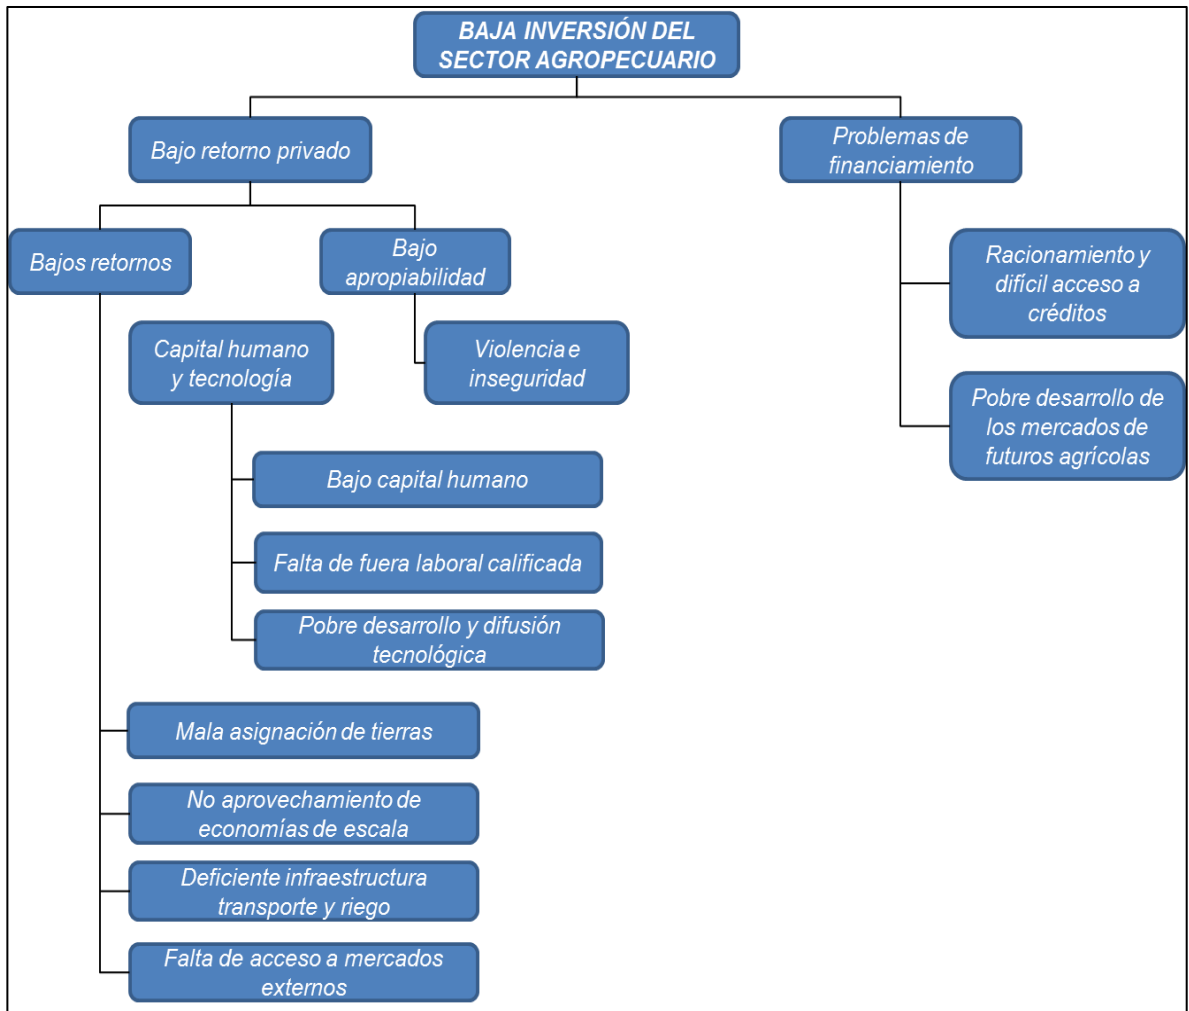 BAJA INVERSIÓN DEL
SECTOR AGROPECUARIO
Bajo retorno privado
Problemas de
financiamiento
Bajos retornos
Bajo
apropiabilidad
Racionamiento y
difícil acceso a
créditos
Capital humano
y tecnología
Violencia e
inseguridad
Pobre desarrollo de
los mercados de
futuros agrícolas
Bajo capital humano
Falta de fuera laboral calificada
Pobre desarrollo y difusión
tecnológica
Mala asignación de tierras
No aprovechamiento de
economías de escala
Deficiente infraestructura
transporte y riego
Falta de acceso a mercados
externos